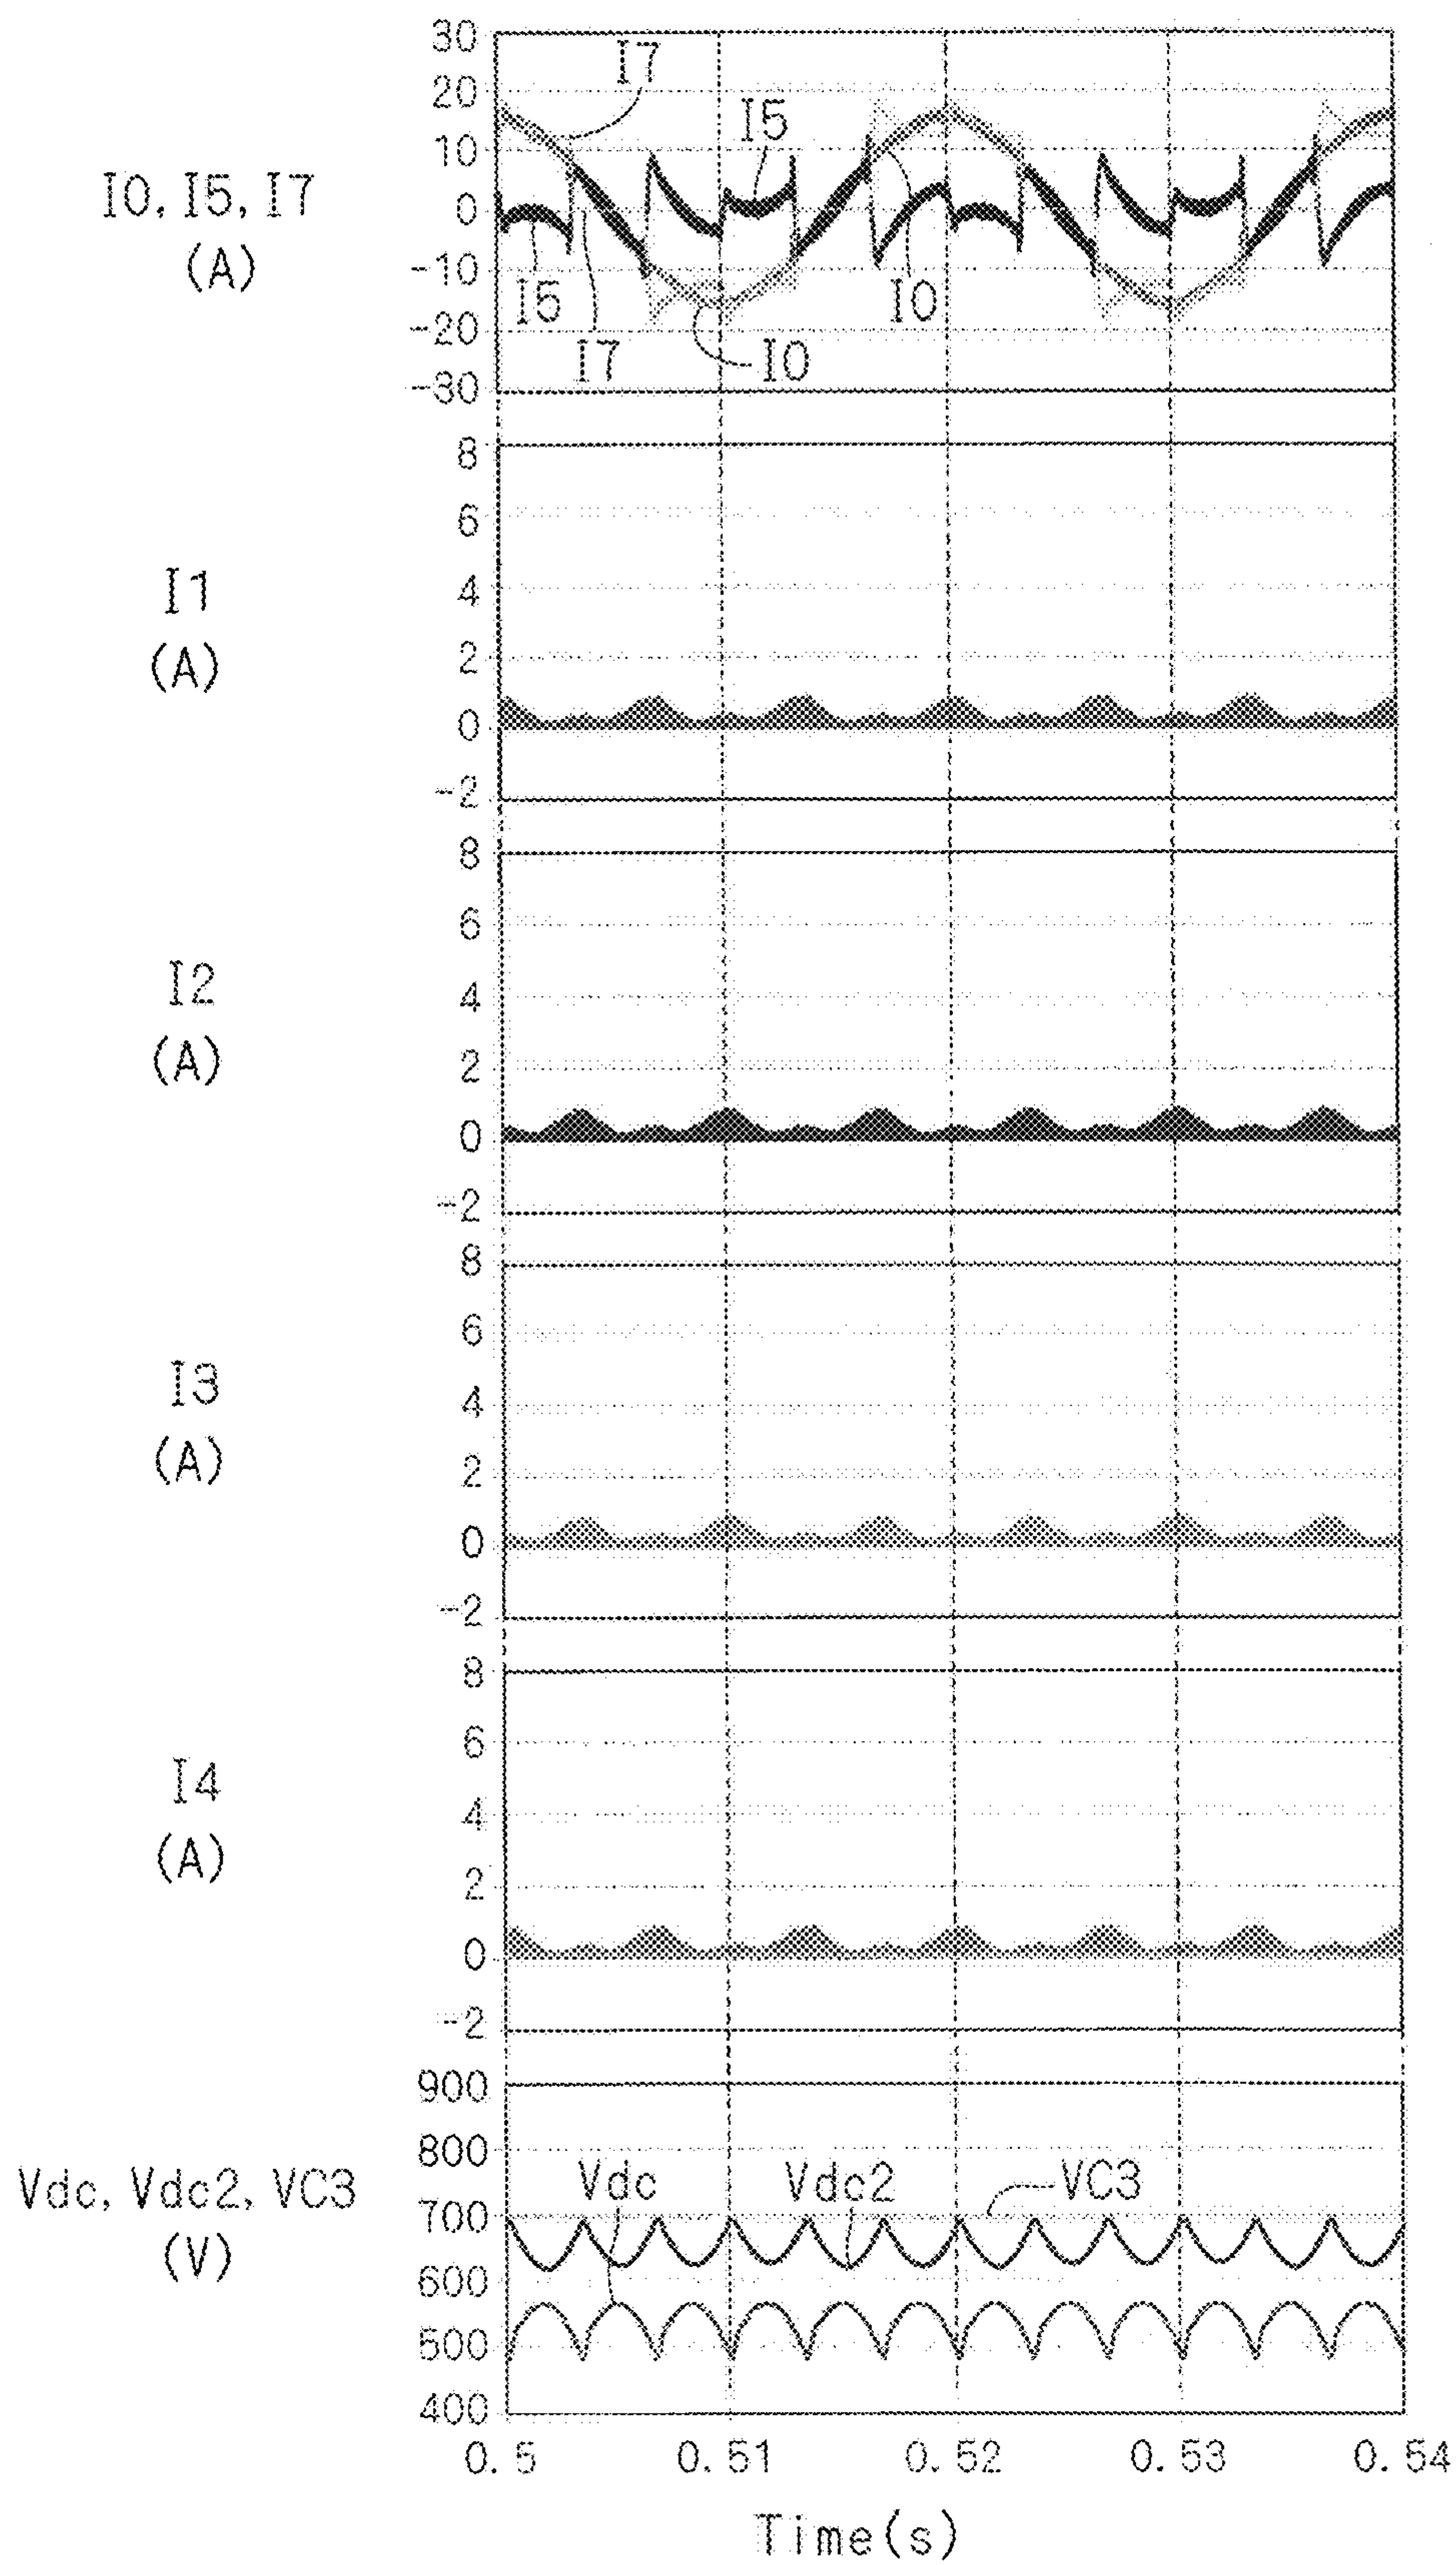 30
I7
20
I5
10
I0, I5, I7
0
(A)
-10
I5
I0
-20
I7
I0
-30
8
6
I1
4
(A)
2
0
-2
8
6
I2
4
(A)
2
0
-2
8
6
I3
4
(A)
2
0
-2
8
6
I4
4
(A)
2
0
-2
900
800
Vdc, Vdc2, VC3
Vdc
Vdc2
VC3
700
(V)
600
500
400
0.5
0.51
0.52
0.53
0.54
Time(s)